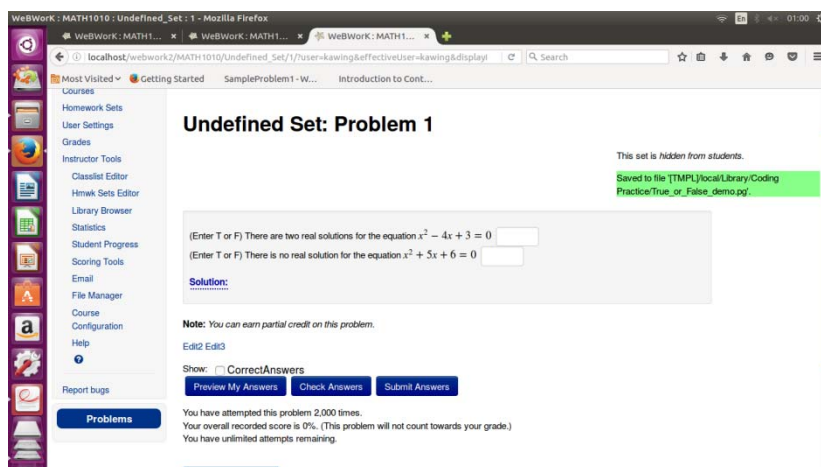 WeBWorK : MATH1010 : Undefined_Set : 1 - Mozilla Firefox
En
01:00
WeBWorK : MATH1... × WeBWorK : MATH1... × WeBWorK : MATH1... ×
localhost/webwork2/MATH1010/Undefined_Set/1/?user=kawing&effectiveUser=kawing&displayl
Search
Most Visited Getting Started SampleProblem1 - W... Introduction to Cont...
Courses
Homework Sets
User Settings
Grades
Instructor Tools
Classlist Editor
Hmwk Sets Editor
Library Browser
Statistics
Student Progress
Scoring Tools
Email
File Manager
Course
Configuration
Help
Report bugs
Problems
Undefined Set: Problem 1
This set is hidden from students.
Saved to file '[TMPL]/local/Library/Coding
Practice/True_or_False_demo.pg'.
(Enter T or F) There are two real solutions for the equation x² − 4x + 3 = 0
(Enter T or F) There is no real solution for the equation x² + 5x + 6 = 0
Solution:
Note: You can earn partial credit on this problem.
Edit2 Edit3
Show: CorrectAnswers
Preview My Answers Check Answers Submit Answers
You have attempted this problem 2,000 times.
Your overall recorded score is 0%. (This problem will not count towards your grade.)
You have unlimited attempts remaining.